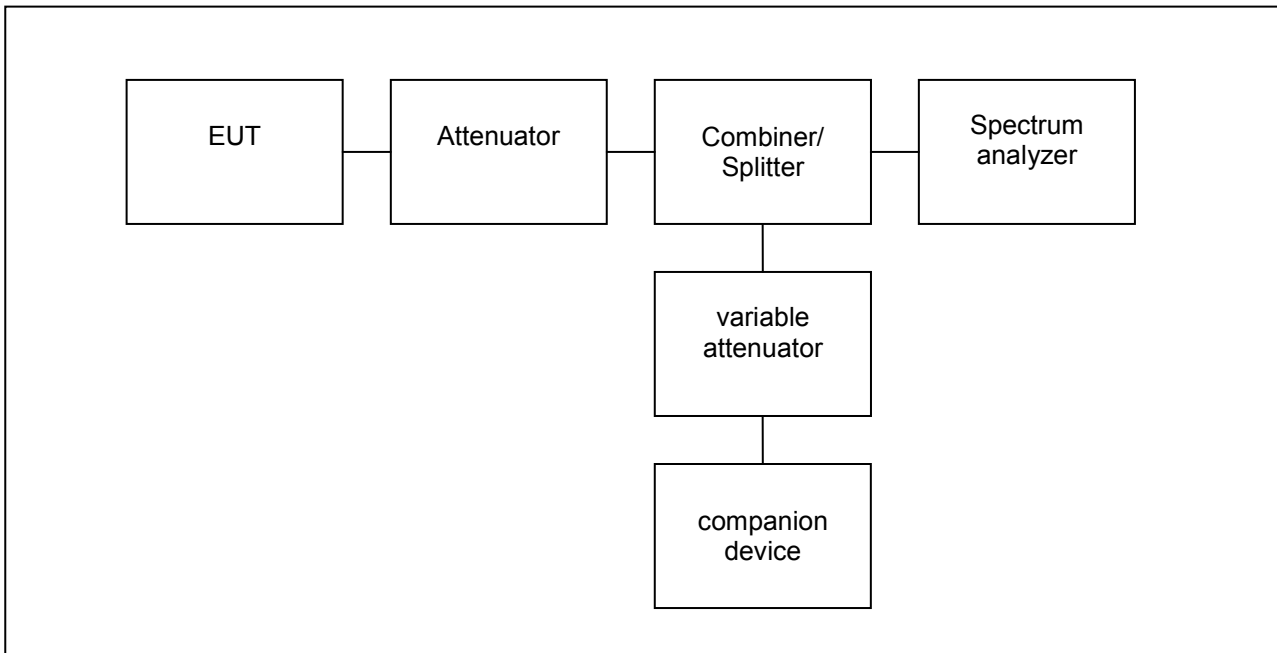 EUT
Attenuator
Combiner/
Splitter
Spectrum
analyzer
variable
attenuator
companion
device